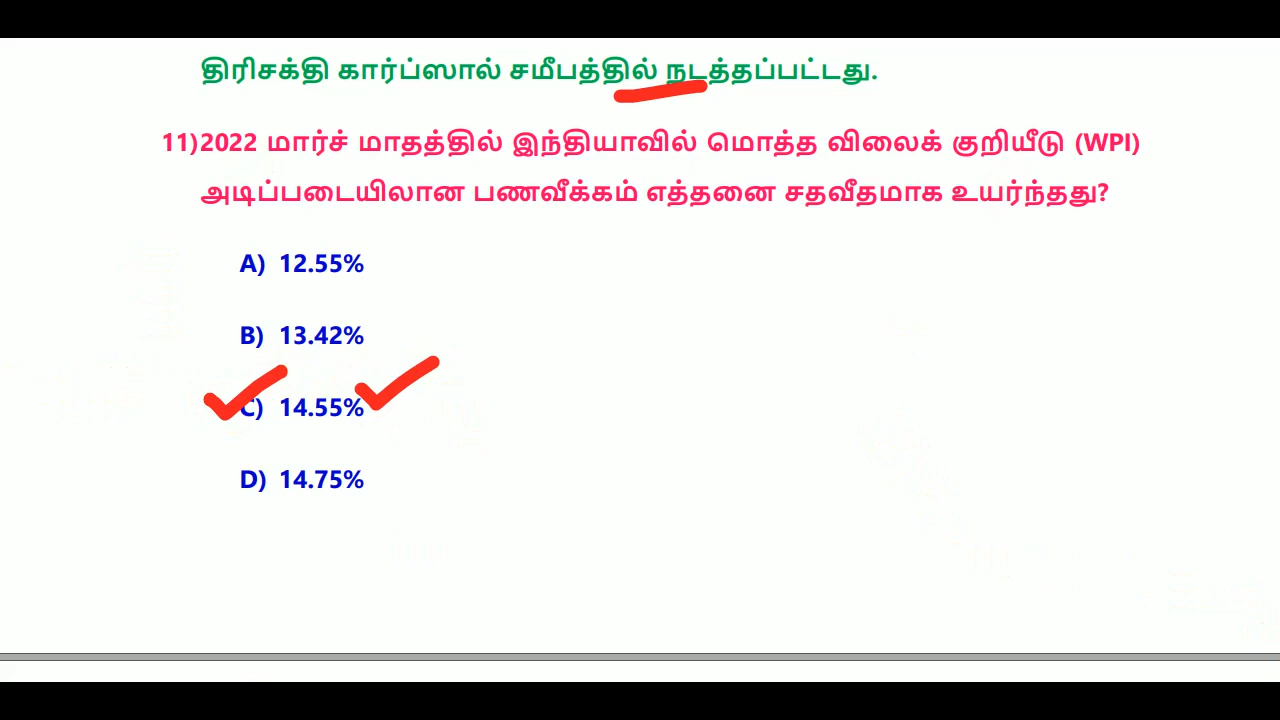 திரிசக்தி கார்ப்ஸால் சமீபத்தில் நடத்தப்பட்டது.
11)2022 மார்ச் மாதத்தில் இந்தியாவில் மொத்த விலைக் குறியீடு (WPI)
அடிப்படையிலான பணவீக்கம் எத்தனை சதவீதமாக உயர்ந்தது?
A) 12.55%
B) 13.42%
C) 14.55%
D) 14.75%